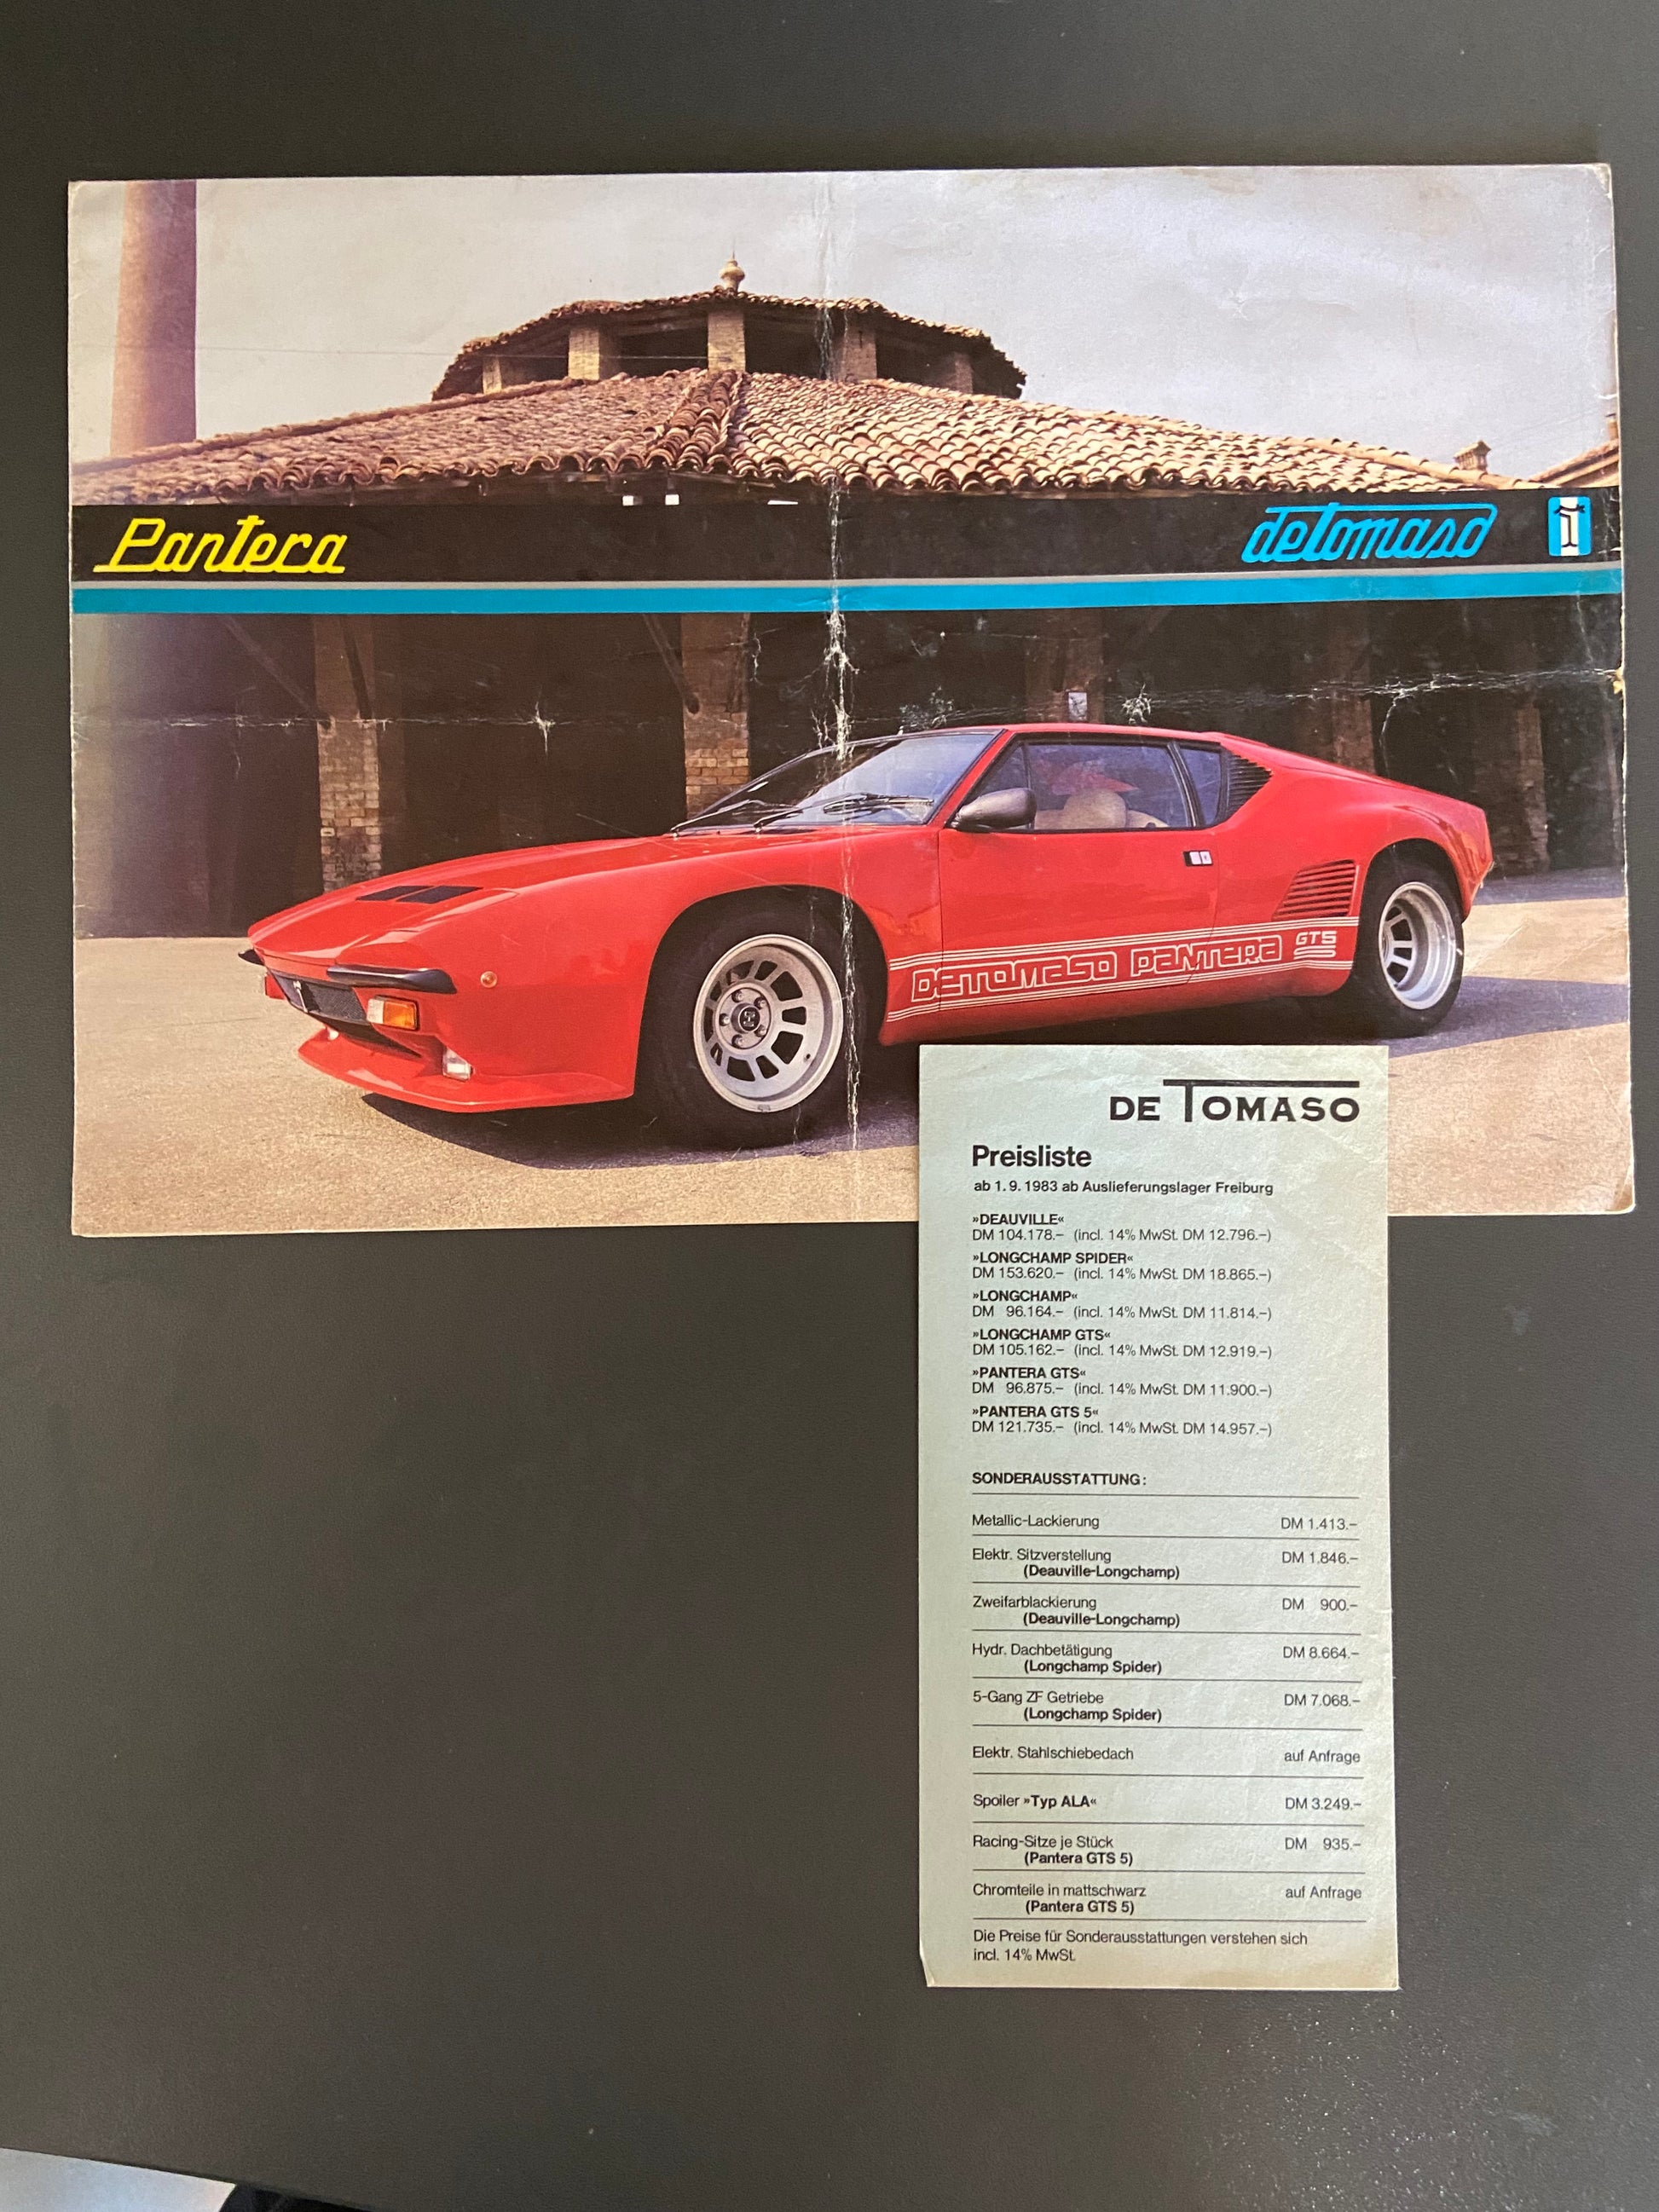 Pantera
detomaso
DETOMASO PANTERA GT5
DE TOMASO
Preisliste
ab 1. 9. 1983 ab Auslieferungslager Freiburg
»DEAUVILLE«
DM 104.178.– (incl. 14% MwSt. DM 12.796.–)
»LONGCHAMP SPIDER«
DM 153.620.– (incl. 14% MwSt. DM 18.865.–)
»LONGCHAMP«
DM 96.164.– (incl. 14% MwSt. DM 11.814.–)
»LONGCHAMP GTS«
DM 105.162.– (incl. 14% MwSt. DM 12.919.–)
»PANTERA GTS«
DM 96.875.– (incl. 14% MwSt. DM 11.900.–)
»PANTERA GTS 5«
DM 121.735.– (incl. 14% MwSt. DM 14.957.–)
SONDERAUSSTATTUNG:
Metallic-Lackierung DM 1.413.–
Elektr. Sitzverstellung DM 1.846.–
(Deauville-Longchamp)
Zweifarblackierung DM 900.–
(Deauville-Longchamp)
Hydr. Dachbetätigung DM 8.664.–
(Longchamp Spider)
5-Gang ZF Getriebe DM 7.068.–
(Longchamp Spider)
Elektr. Stahlschiebedach auf Anfrage
Spoiler »Typ ALA« DM 3.249.–
Racing-Sitze je Stück DM 935.–
(Pantera GTS 5)
Chromteile in mattschwarz auf Anfrage
(Pantera GTS 5)
Die Preise für Sonderausstattungen verstehen sich
incl. 14% MwSt.